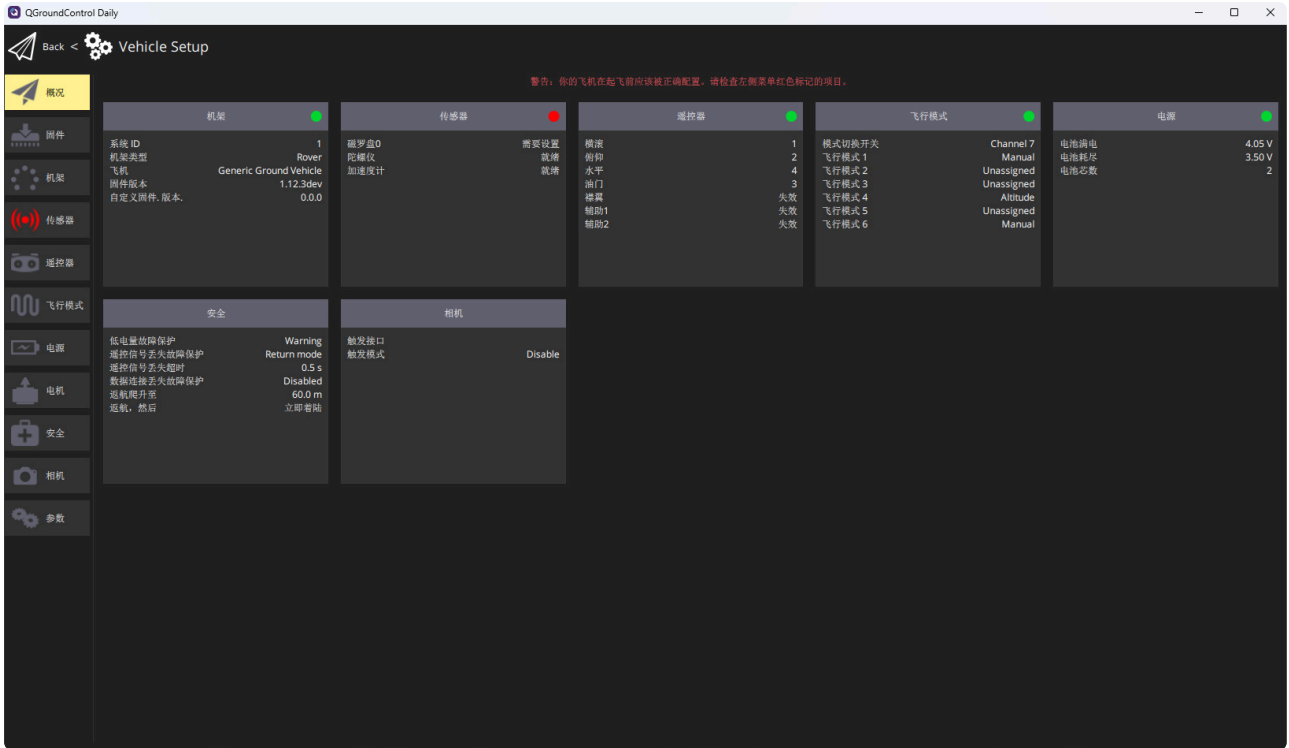 QGroundControl Daily
Back < Vehicle Setup
警告：你的飞机在起飞前应该被正确配置。请检查左侧菜单红色标记的项目。
概况
固件
机架
传感器
遥控器
飞行模式
电源
电机
安全
相机
参数
机架
系统 ID 1
机架类型 Rover
飞机 Generic Ground Vehicle
固件版本 1.12.3dev
自定义固件. 版本. 0.0.0
传感器
磁罗盘0 需要设置
陀螺仪 就绪
加速度计 就绪
遥控器
横滚 1
俯仰 2
水平 4
油门 3
襟翼 失效
辅助1 失效
辅助2 失效
飞行模式
模式切换开关 Channel 7
飞行模式 1 Manual
飞行模式 2 Unassigned
飞行模式 3 Unassigned
飞行模式 4 Altitude
飞行模式 5 Unassigned
飞行模式 6 Manual
电源
电池满电 4.05 V
电池耗尽 3.50 V
电池芯数 2
安全
低电量故障保护 Warning
遥控信号丢失故障保护 Return mode
遥控信号丢失超时 0.5 s
数据连接丢失故障保护 Disabled
返航爬升至 60.0 m
返航，然后 立即着陆
相机
触发接口
触发模式 Disable